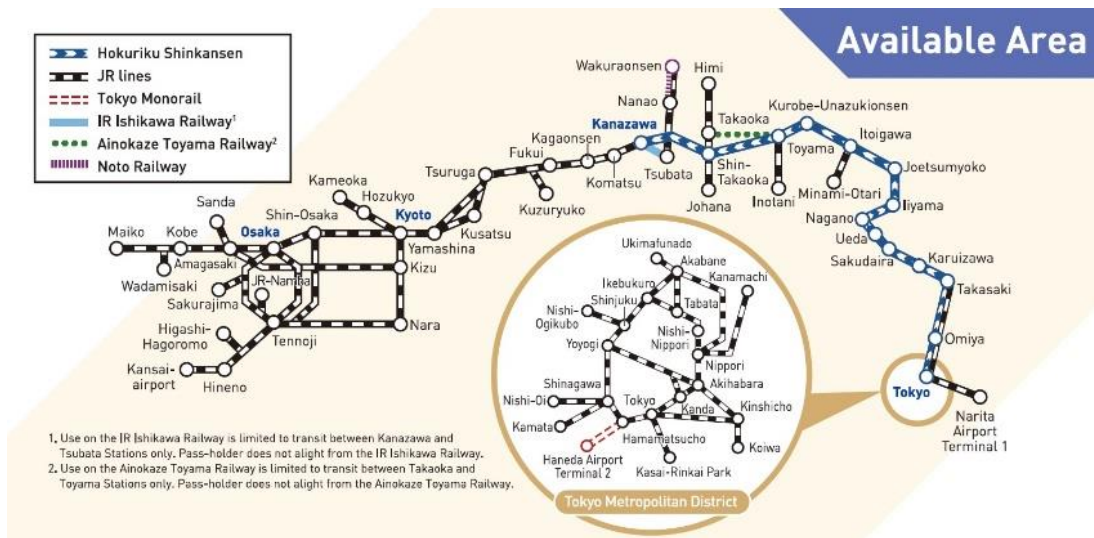 Available Area
Hokuriku Shinkansen
JR lines
Tokyo Monorail
IR Ishikawa Railway¹
Ainokaze Toyama Railway²
Noto Railway
Wakuraonsen
Himi
Nanao
Takaoka
Kurobe-Unazukionsen
Kanazawa
Kagaonsen
Toyama
Itoigawa
Fukui
Tsuruga
Komatsu
Tsubata
Shin-
Takaoka
Joetsumyoko
Kameoka
Hozukyo
Kuzuryuko
Johana
Inotani
Minami-Otari
Iiyama
Sanda
Shin-Osaka
Kyoto
Kusatsu
Nagano
Maiko
Kobe
Osaka
Yamashina
Ueda
Amagasaki
Kizu
Sakudaira
Karuizawa
Wadamisaki
JR-Namba
Sakurajima
Takasaki
Higashi-
Hagoromo
Tennoji
Nara
Omiya
Kansai-
airport
Hineno
Tokyo
Narita
Airport
Terminal 1
Ukimafunado
Akabane
Ikebukuro
Kanamachi
Shinjuku
Tabata
Nishi-
Ogikubo
Nishi-
Nippori
Yoyogi
Nippori
Shinagawa
Akihabara
Nishi-Oi
Tokyo
Kanda
Kinshicho
Kamata
Hamamatsucho
Koiwa
Haneda Airport
Terminal 2
Kasai-Rinkai Park
Tokyo Metropolitan District
1. Use on the IR Ishikawa Railway is limited to transit between Kanazawa and
Tsubata Stations only. Pass-holder does not alight from the IR Ishikawa Railway.
2. Use on the Ainokaze Toyama Railway is limited to transit between Takaoka and
Toyama Stations only. Pass-holder does not alight from the Ainokaze Toyama Railway.